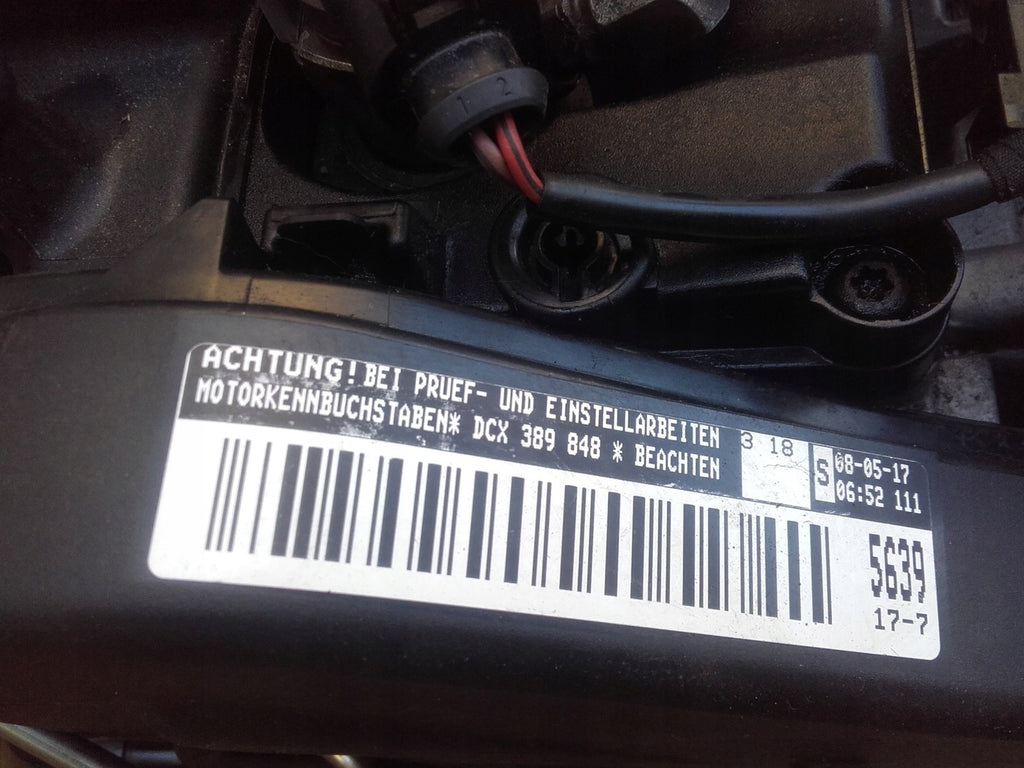 1 2
ACHTUNG! BEI PRUEF- UND EINSTELLARBEITEN
MOTORKENNBUCHSTABEN* DCX 389 848 * BEACHTEN
3 18
S
08-05-17
06:52 111
5639
17-7